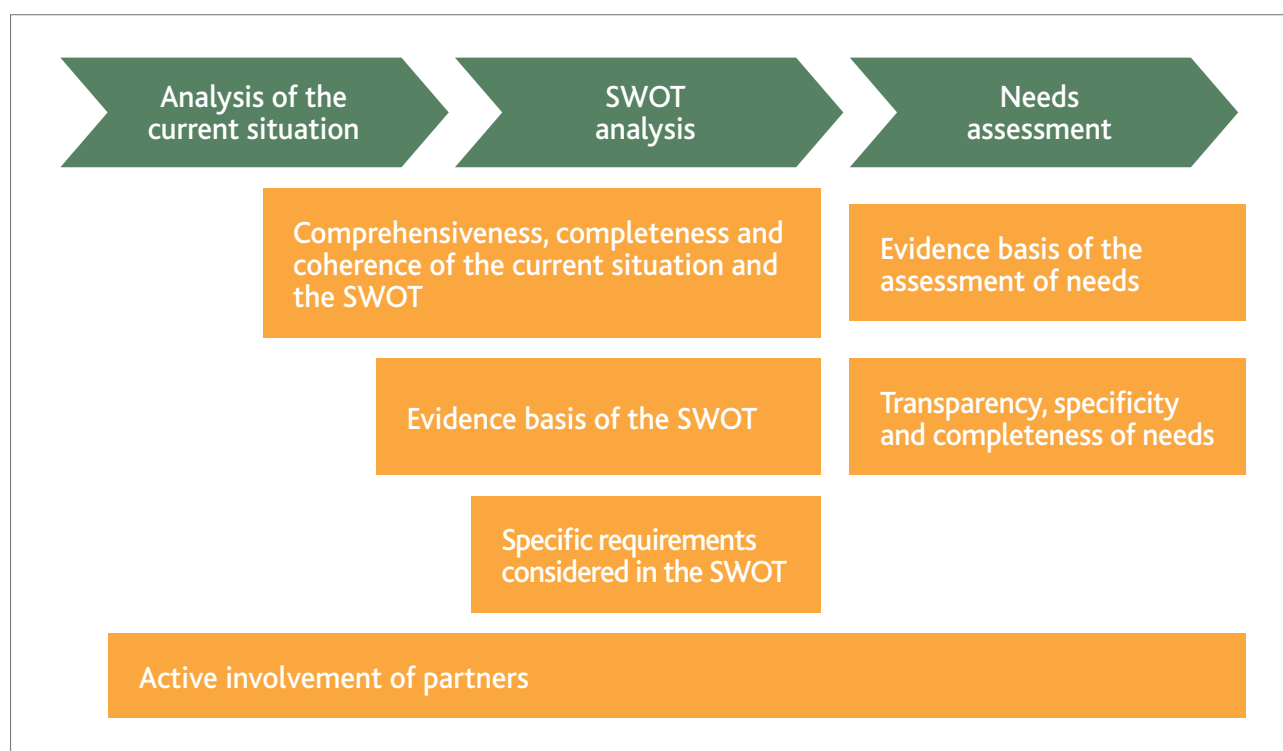 Analysis of the
current situation
SWOT
analysis
Needs
assessment
Comprehensiveness, completeness and
coherence of the current situation and
the SWOT
Evidence basis of the
assessment of needs
Evidence basis of the SWOT
Transparency, specificity
and completeness of needs
Specific requirements
considered in the SWOT
Active involvement of partners